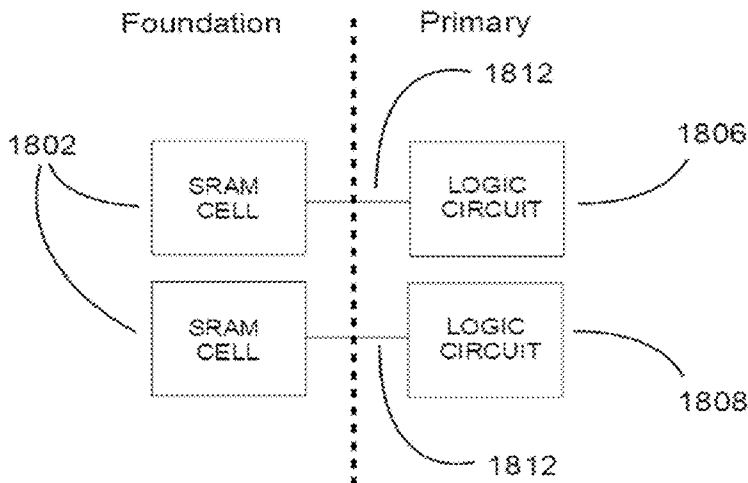 Foundation Primary
1812
1802
1806
SRAM
CELL
LOGIC
CIRCUIT
SRAM
CELL
LOGIC
CIRCUIT
1808
1812